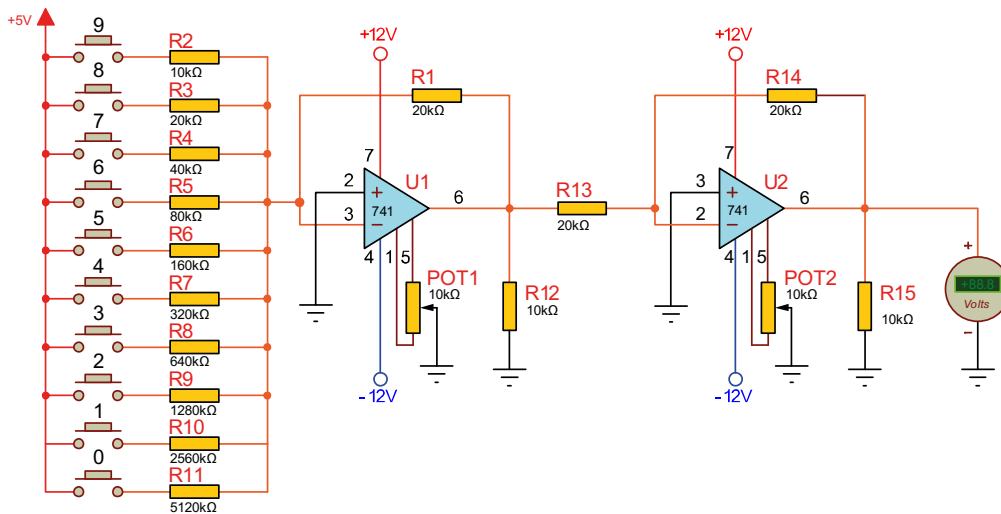 +5V
9
R2
10kΩ
8
R3
20kΩ
7
R4
40kΩ
6
R5
80kΩ
5
R6
160kΩ
4
R7
320kΩ
3
R8
640kΩ
2
R9
1280kΩ
1
R10
2560kΩ
0
R11
5120kΩ
+12V
R1
20kΩ
7
U1
2
+
741
6
3
−
4
1
5
POT1
10kΩ
R12
10kΩ
-12V
R13
20kΩ
+12V
R14
20kΩ
7
U2
3
+
741
6
2
−
4
1
5
POT2
10kΩ
R15
10kΩ
-12V
+
+88.8
Volts
−